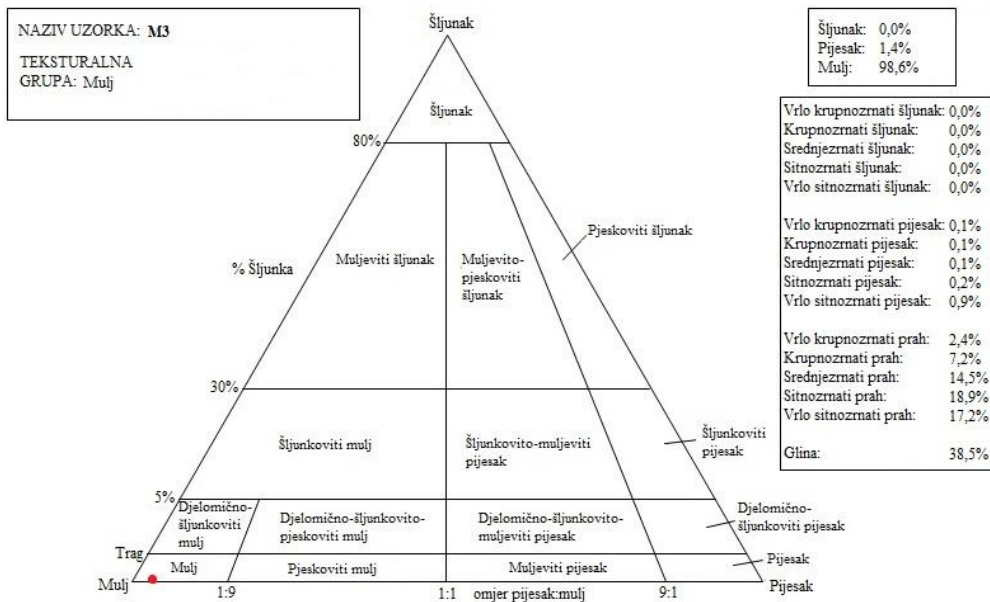 NAZIV UZORKA: M3
TEKSTURALNA
GRUPA: Mulj
Šljunak
Šljunak: 0,0%
Pijesak: 1,4%
Mulj: 98,6%
Šljunak
80%
Vrlo krupnozrnati šljunak: 0,0%
Krupnozrnati šljunak: 0,0%
Srednjezrnati šljunak: 0,0%
Sitnozrnati šljunak: 0,0%
Vrlo sitnozrnati šljunak: 0,0%
Vrlo krupnozrnati pijesak: 0,1%
Krupnozrnati pijesak: 0,1%
Srednjezrnati pijesak: 0,1%
Sitnozrnati pijesak: 0,2%
Vrlo sitnozrnati pijesak: 0,9%
Vrlo krupnozrnati prah: 2,4%
Krupnozrnati prah: 7,2%
Srednjezrnati prah: 14,5%
Sitnozrnati prah: 18,9%
Vrlo sitnozrnati prah: 17,2%
Glina: 38,5%
% Šljunka
Muljeviti šljunak
Muljevito-
pjeskoviti
šljunak
Pjeskoviti šljunak
30%
Šljunkoviti mulj
Šljunkovito-muljeviti
pijesak
Šljunkoviti
pijesak
5%
Djelomično-
šljunkoviti
mulj
Djelomično-šljunkovito-
pjeskoviti mulj
Djelomično-šljunkovito-
muljeviti pijesak
Djelomično-
šljunkoviti pijesak
Trag
Mulj
Pjeskoviti mulj
Muljeviti pijesak
Pijesak
Mulj
1:9
1:1
omjer pijesak:mulj
9:1
Pijesak